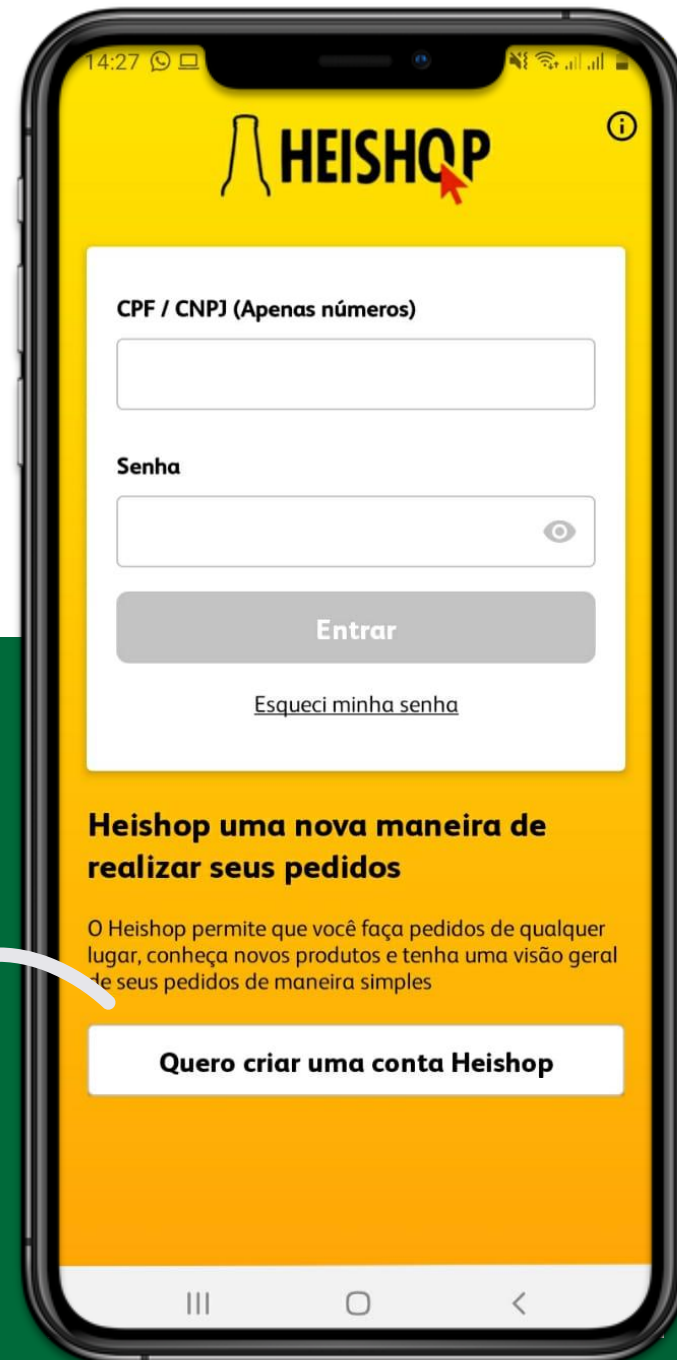 14:27
HEISHOP
CPF / CNPJ (Apenas números)
Senha
Entrar
Esqueci minha senha
Heishop uma nova maneira de
realizar seus pedidos
O Heishop permite que você faça pedidos de qualquer
lugar, conheça novos produtos e tenha uma visão geral
de seus pedidos de maneira simples
Quero criar uma conta Heishop